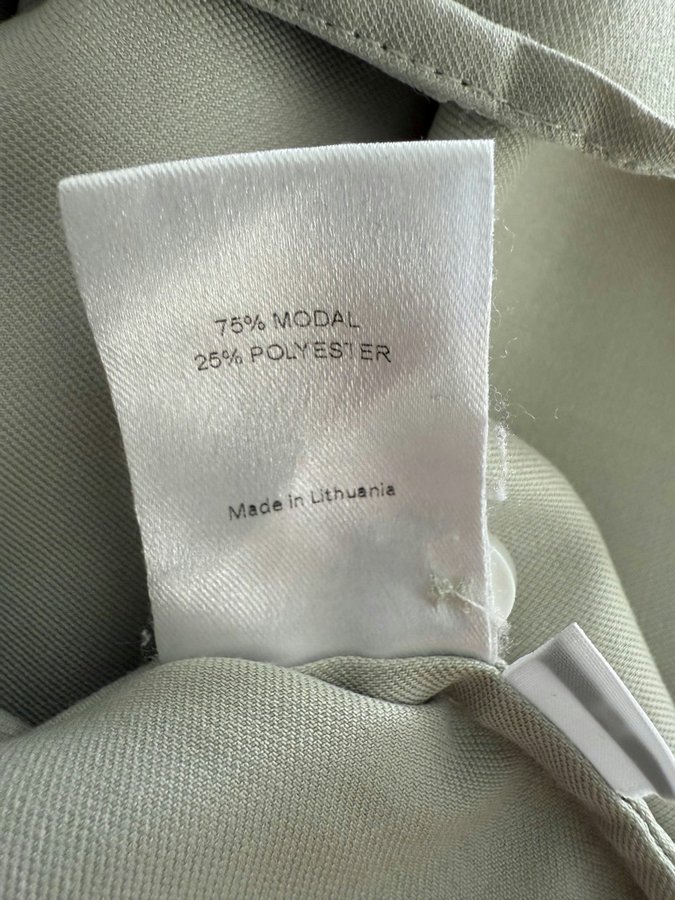 75% MODAL
25% POLYESTER
Made in Lithuania